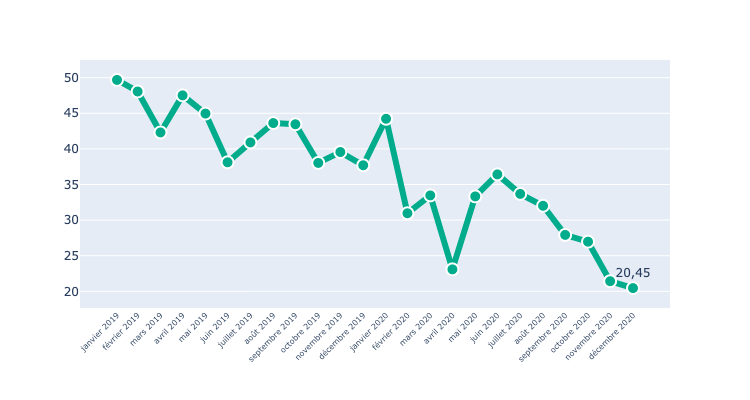 50
45
40
35
30
25
20
20,45
janvier 2019
février 2019
mars 2019
avril 2019
mai 2019
juin 2019
juillet 2019
août 2019
septembre 2019
octobre 2019
novembre 2019
décembre 2019
janvier 2020
février 2020
mars 2020
avril 2020
mai 2020
juin 2020
juillet 2020
août 2020
septembre 2020
octobre 2020
novembre 2020
décembre 2020